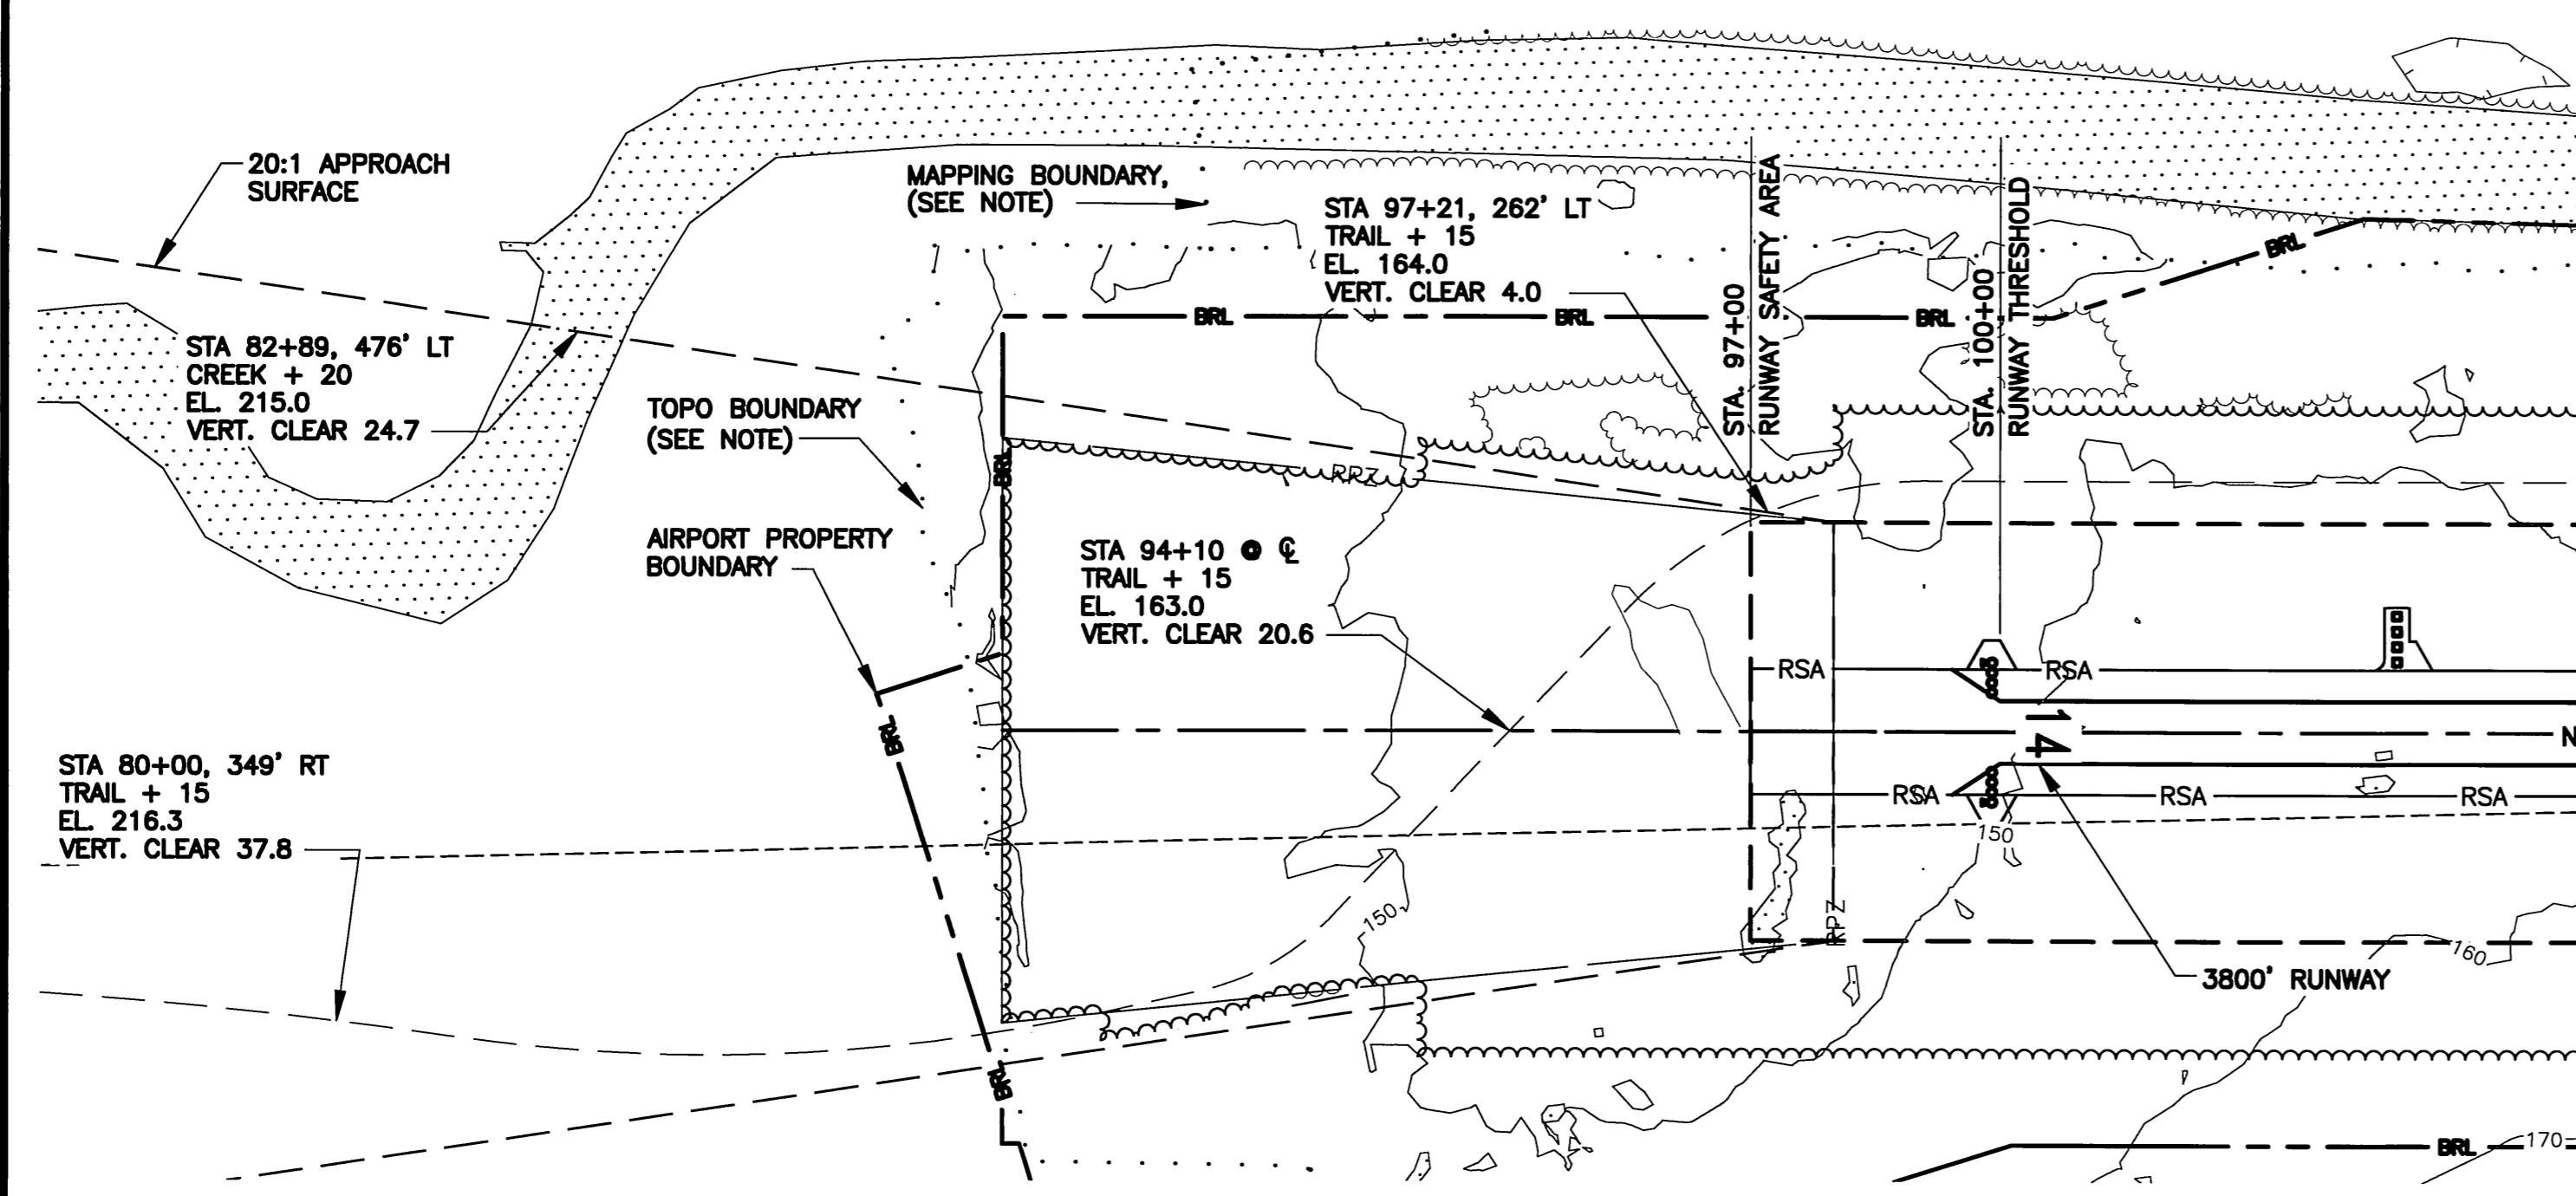 20:1 APPROACH
SURFACE
MAPPING BOUNDARY,
(SEE NOTE)
STA 97+21, 262' LT
TRAIL + 15
EL. 164.0
VERT. CLEAR 4.0
STA. 97+00
RUNWAY SAFETY AREA
STA. 100+00
RUNWAY THRESHOLD
BRL
BRL
BRL
BRL
STA 82+89, 476' LT
CREEK + 20
EL. 215.0
VERT. CLEAR 24.7
TOPO BOUNDARY
(SEE NOTE)
BRL
RPZ
AIRPORT PROPERTY
BOUNDARY
STA 94+10 @ ℄
TRAIL + 15
EL. 163.0
VERT. CLEAR 20.6
RSA
RSA
14
N
BRL
STA 80+00, 349' RT
TRAIL + 15
EL. 216.3
VERT. CLEAR 37.8
RSA
RSA
RSA
150
150
RPZ
160
3800' RUNWAY
BRL
BRL
170